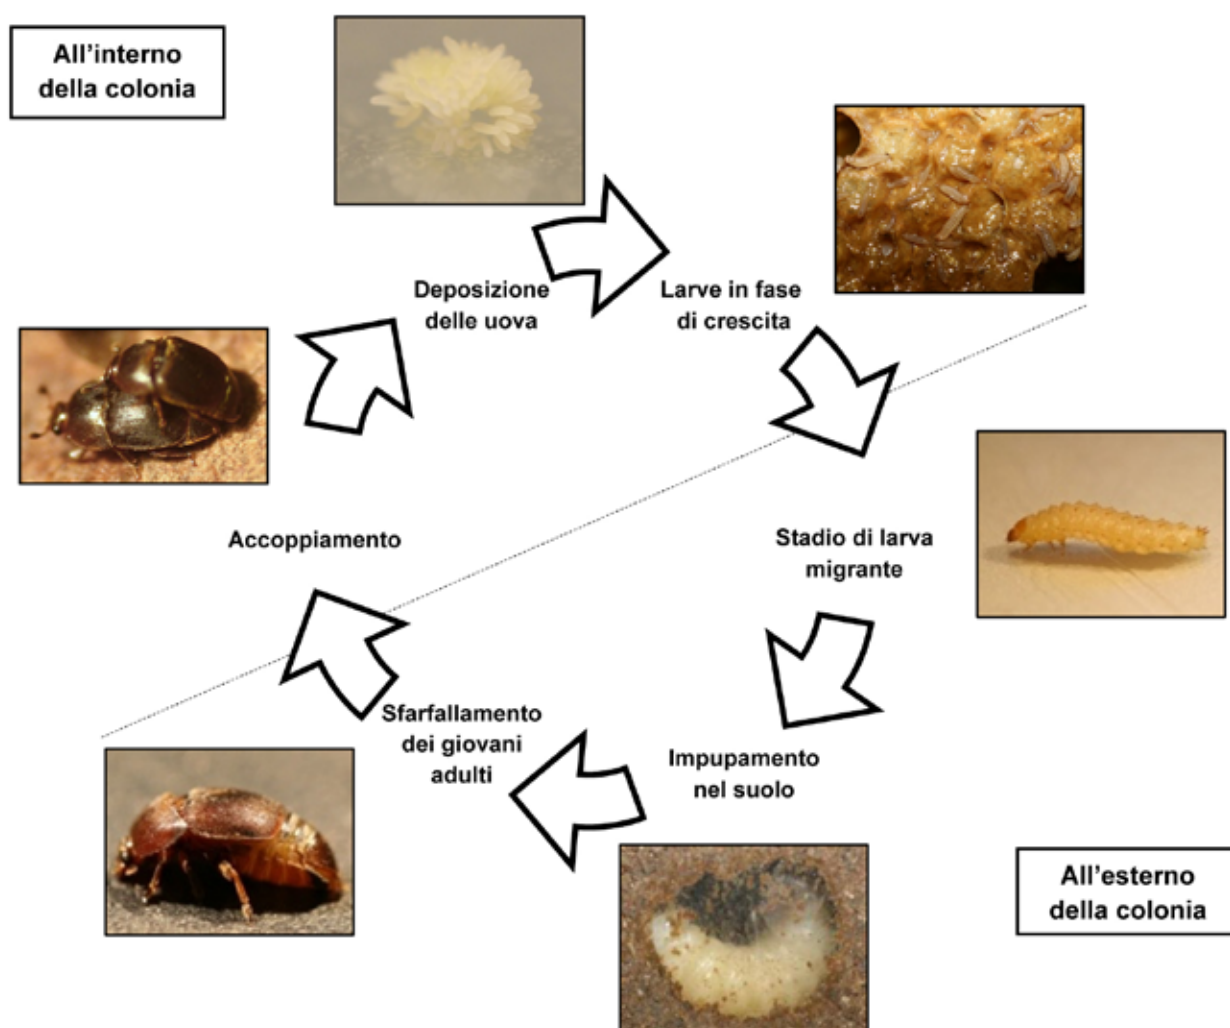 All'interno
della colonia
Deposizione
delle uova
Larve in fase
di crescita
Accoppiamento
Stadio di larva
migrante
Sfarfallamento
dei giovani
adulti
Impupamento
nel suolo
All'esterno
della colonia